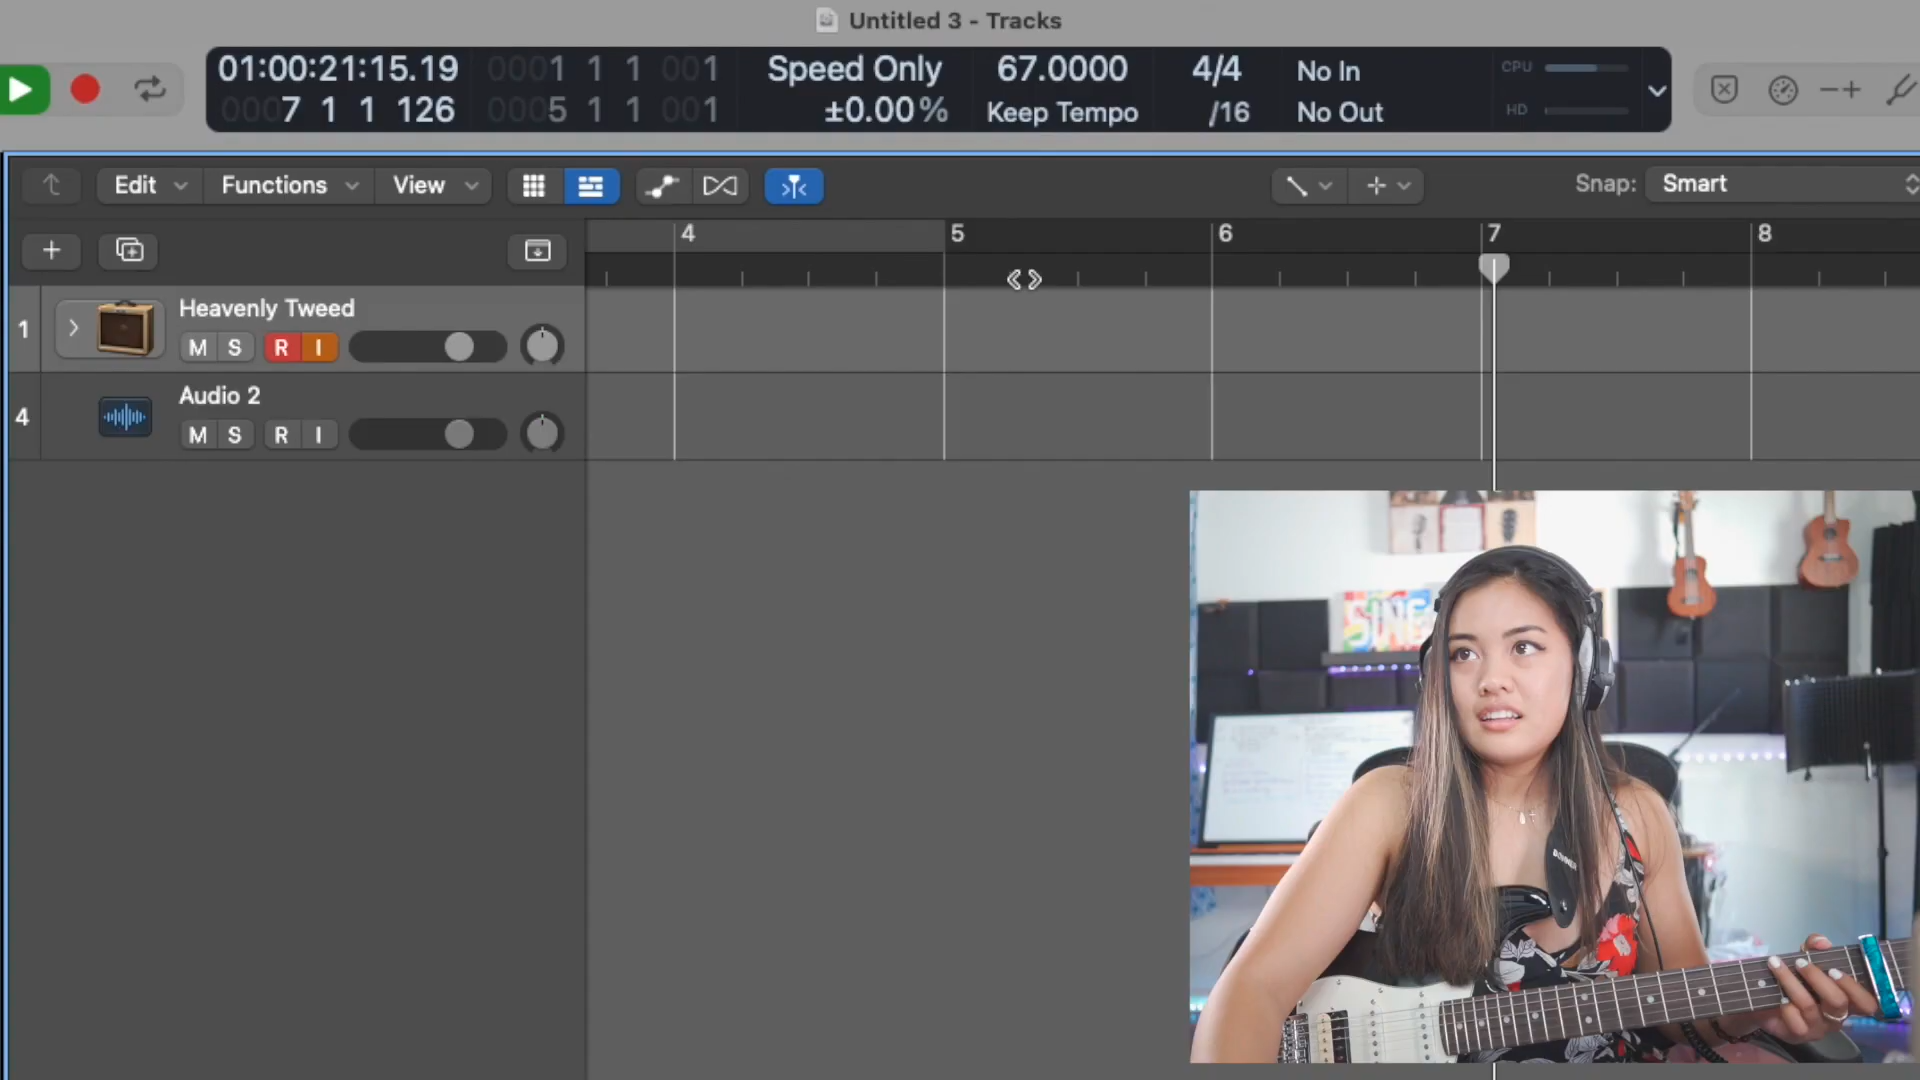 Untitled 3 - Tracks
01:00:21:15.19 0001 1 1 001 Speed Only 67.0000 4/4 No In CPU
0007 1 1 126 0005 1 1 001 ±0.00% Keep Tempo /16 No Out HD
Edit Functions View Snap: Smart
4 5 6 7 8
1 Heavenly Tweed
M S R I
4 Audio 2
M S R I
SING